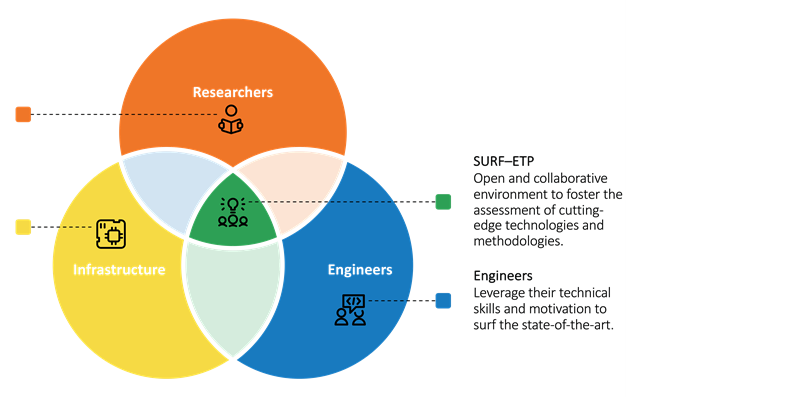 Researchers
Infrastructure
Engineers
SURF–ETP
Open and collaborative
environment to foster the
assessment of cutting-
edge technologies and
methodologies.
Engineers
Leverage their technical
skills and motivation to
surf the state-of-the-art.